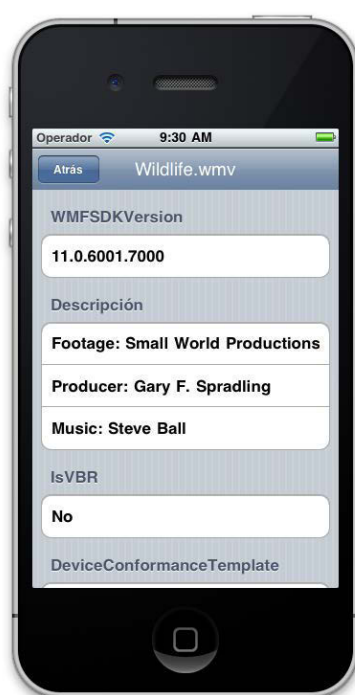 Operador 9:30 AM
Atrás Wildlife.wmv
WMFSDKVersion
11.0.6001.7000
Descripción
Footage: Small World Productions
Producer: Gary F. Spradling
Music: Steve Ball
IsVBR
No
DeviceConformanceTemplate